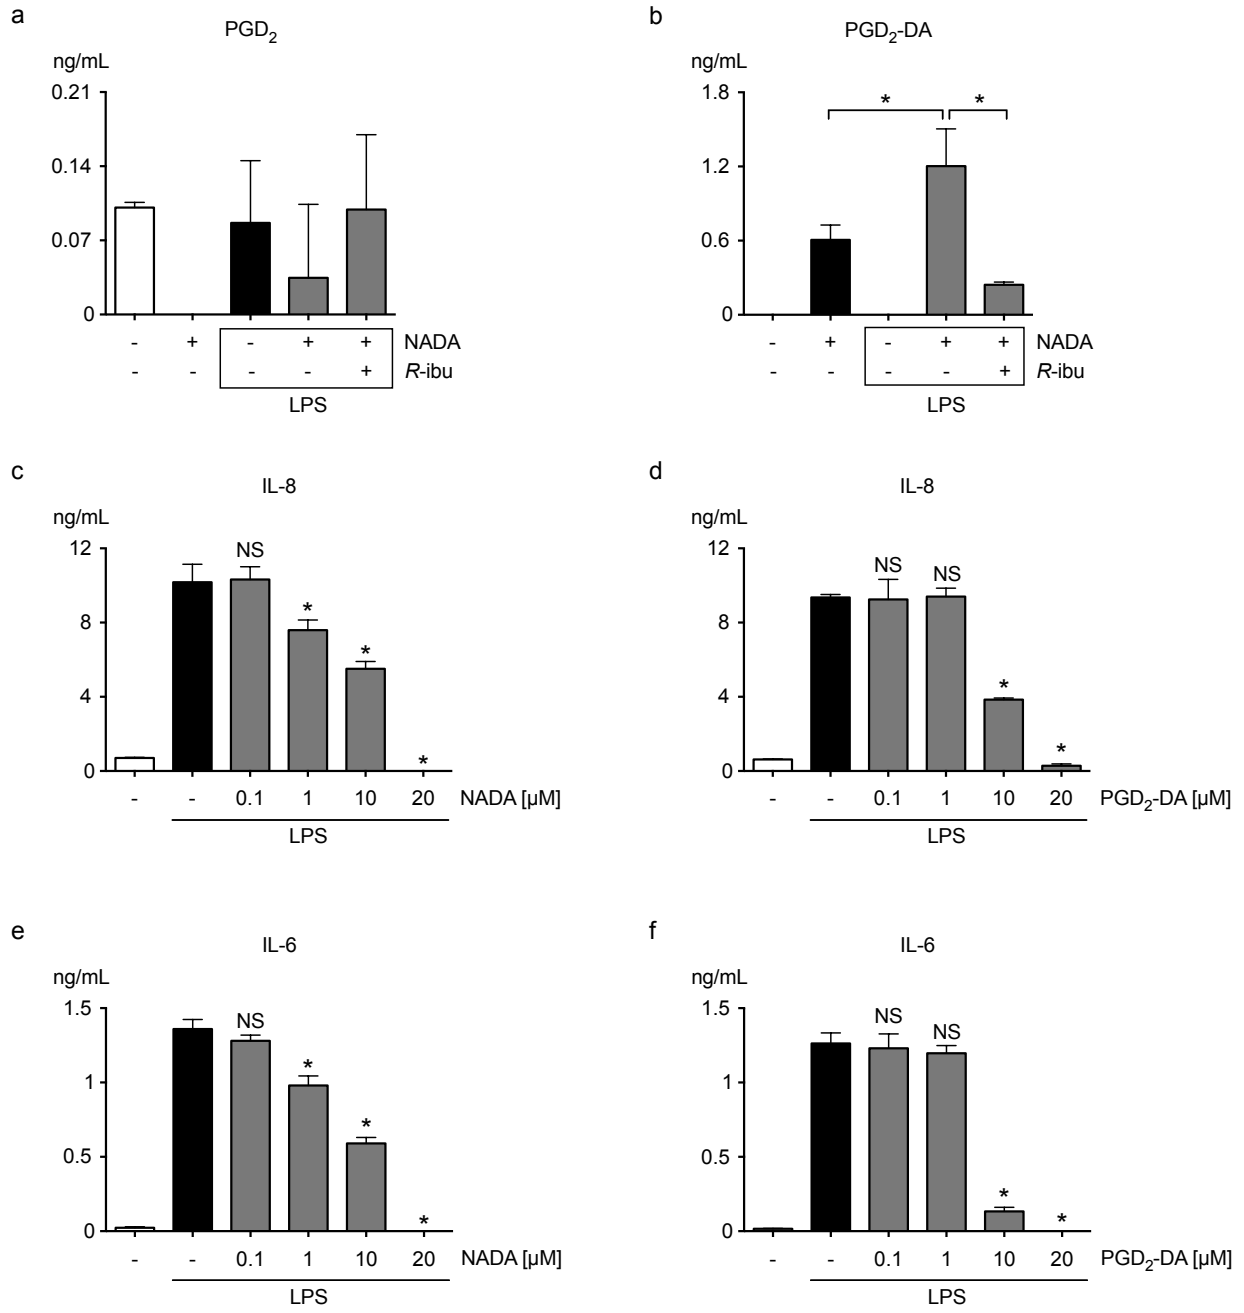 a
PGD2
ng/mL
0.21
0.14
0.07
0
- + - + + NADA
- - - - + R-ibu
LPS
b
PGD2-DA
ng/mL
1.8
1.2
0.6
0
* *
- + - + + NADA
- - - - + R-ibu
LPS
c
IL-8
ng/mL
12
8
4
0
NS * * *
- - 0.1 1 10 20 NADA [µM]
LPS
d
IL-8
ng/mL
12
8
4
0
NS NS * *
- - 0.1 1 10 20 PGD2-DA [µM]
LPS
e
IL-6
ng/mL
1.5
1
0.5
0
NS * * *
- - 0.1 1 10 20 NADA [µM]
LPS
f
IL-6
ng/mL
1.5
1
0.5
0
NS NS * *
- - 0.1 1 10 20 PGD2-DA [µM]
LPS